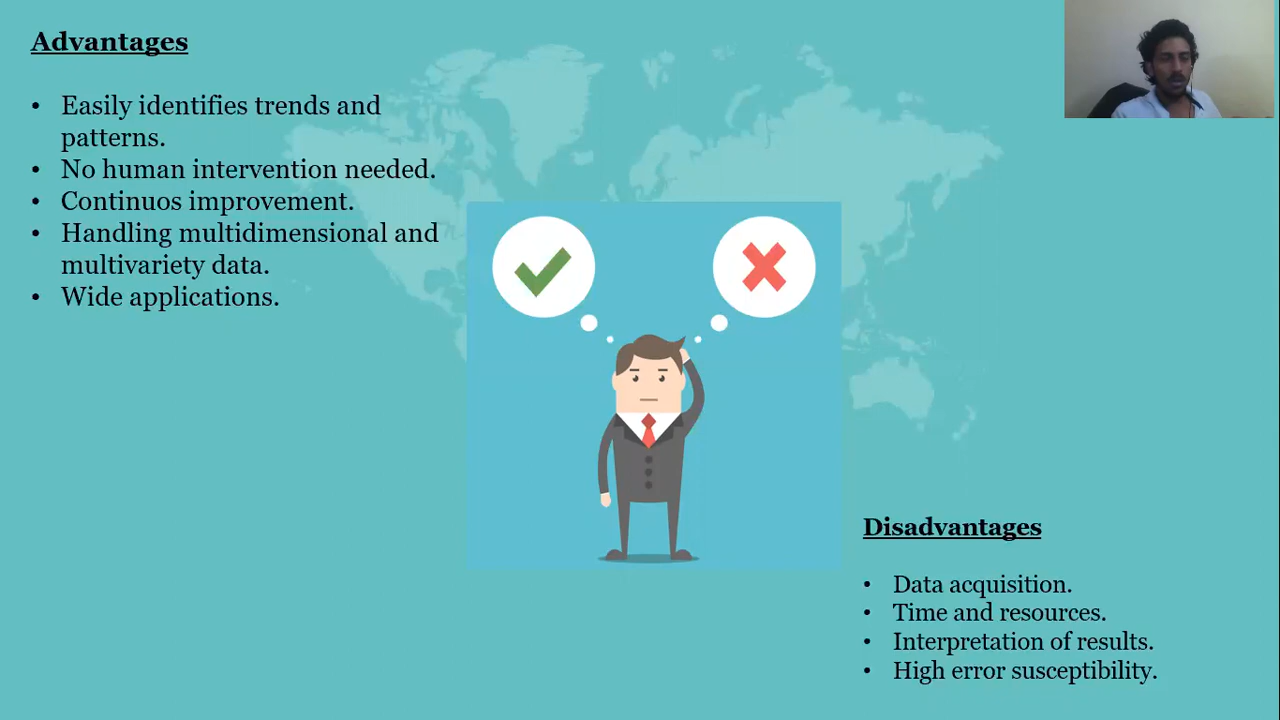 Advantages
• Easily identifies trends and
patterns.
• No human intervention needed.
• Continuos improvement.
• Handling multidimensional and
multivariety data.
• Wide applications.
Disadvantages
• Data acquisition.
• Time and resources.
• Interpretation of results.
• High error susceptibility.